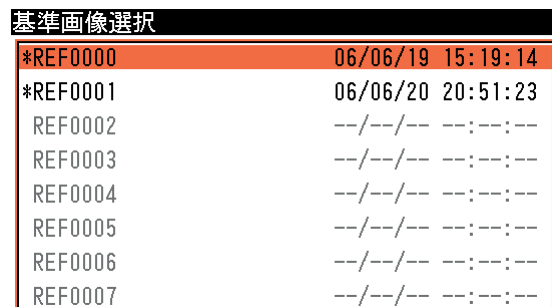 基準画像選択
*REF0000 06/06/19 15:19:14
*REF0001 06/06/20 20:51:23
REF0002 --/--/-- --:--:--
REF0003 --/--/-- --:--:--
REF0004 --/--/-- --:--:--
REF0005 --/--/-- --:--:--
REF0006 --/--/-- --:--:--
REF0007 --/--/-- --:--:--